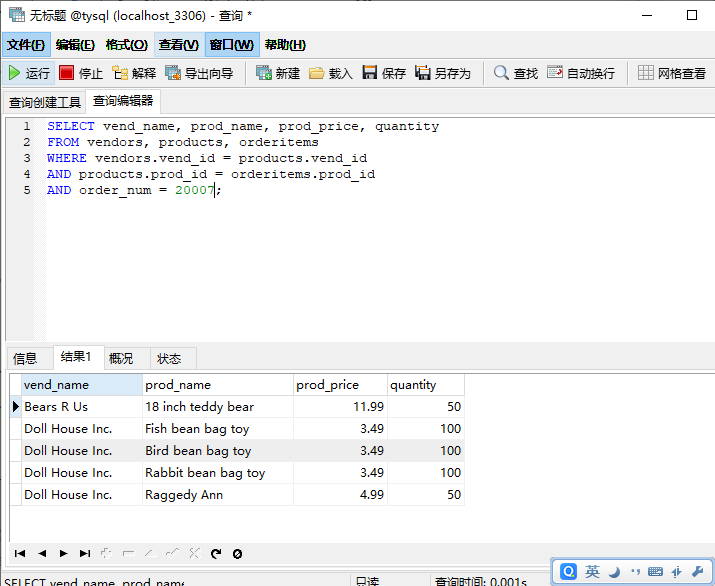 无标题 @tysql (localhost_3306) - 查询 *
文件(F) 编辑(E) 格式(O) 查看(V) 窗口(W) 帮助(H)
运行 停止 解释 导出向导 新建 载入 保存 另存为 查找 自动换行 网格查看
查询创建工具 查询编辑器
1 SELECT vend_name, prod_name, prod_price, quantity
2 FROM vendors, products, orderitems
3 WHERE vendors.vend_id = products.vend_id
4 AND products.prod_id = orderitems.prod_id
5 AND order_num = 20007;
信息 结果1 概况 状态
vend_name prod_name prod_price quantity
Bears R Us 18 inch teddy bear 11.99 50
Doll House Inc. Fish bean bag toy 3.49 100
Doll House Inc. Bird bean bag toy 3.49 100
Doll House Inc. Rabbit bean bag toy 3.49 100
Doll House Inc. Raggedy Ann 4.99 50
SELECT vend_name, prod_name 只读 查询时间: 0.001s
英